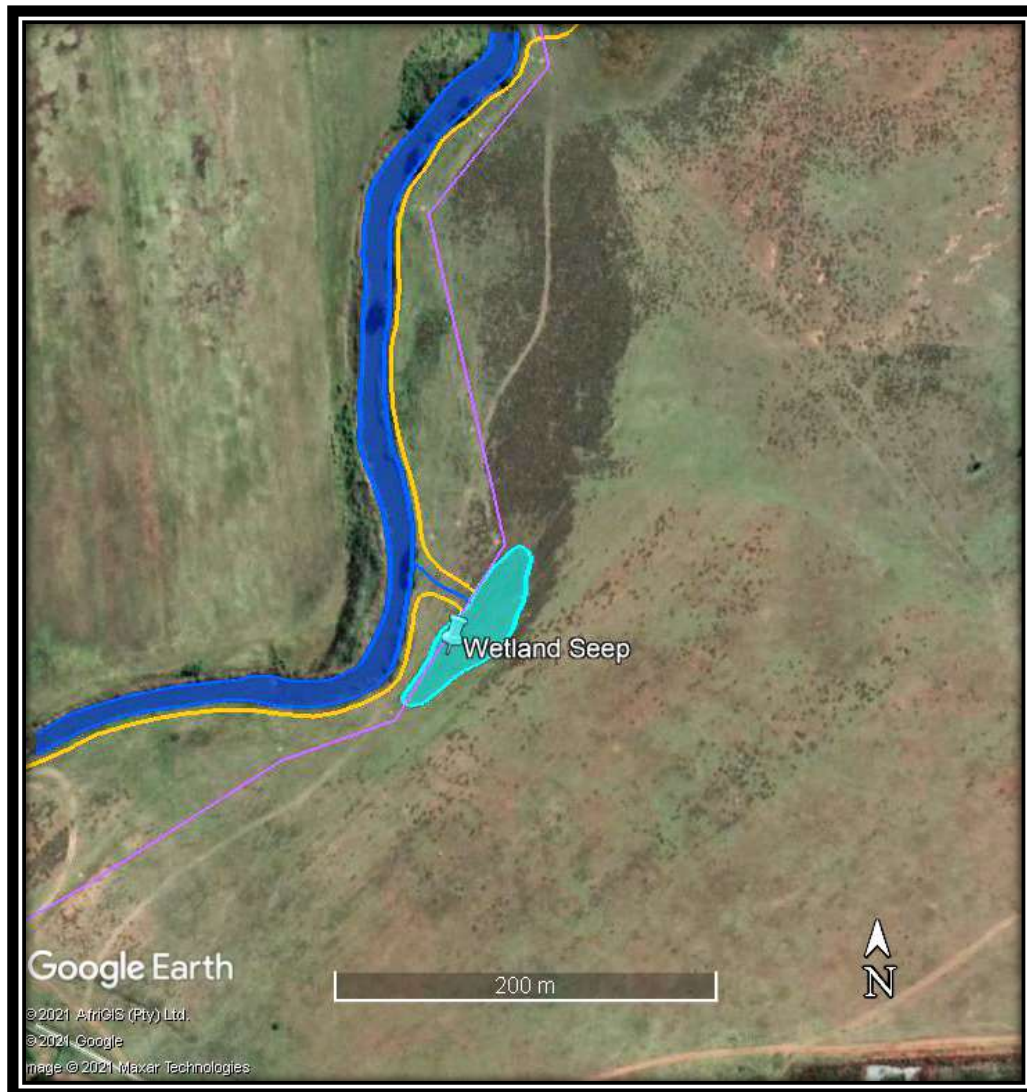 Wetland Seep
Google Earth
200 m
N
© 2021 AfriGIS (Pty) Ltd.
© 2021 Google
mage © 2021 Maxar Technologies